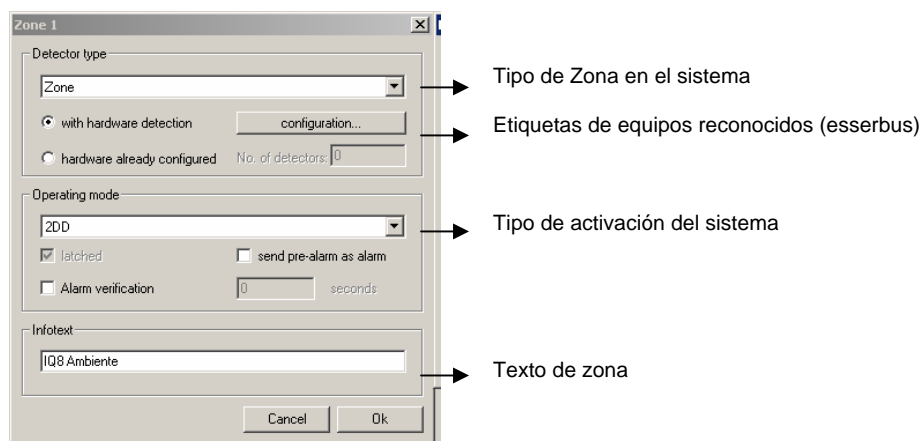 Zone 1
Detector type
Zone
Tipo de Zona en el sistema
with hardware detection
configuration...
Etiquetas de equipos reconocidos (esserbus)
hardware already configured
No. of detectors:
0
Operating mode
2DD
Tipo de activación del sistema
latched
send pre-alarm as alarm
Alarm verification
0
seconds
Infotext
IQ8 Ambiente
Texto de zona
Cancel
Ok